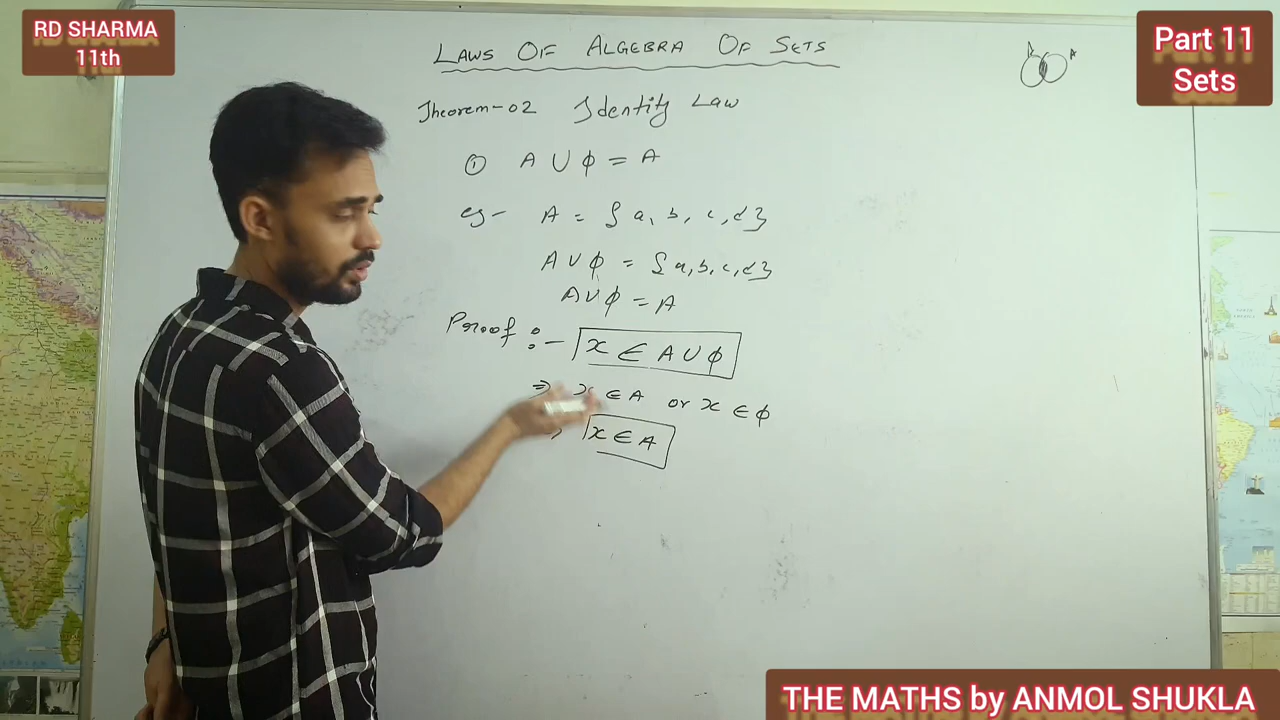 RD SHARMA
11th
Part 11
Sets
LAWS OF ALGEBRA OF SETS
Theorem-02 Identity Law
① A ∪ ϕ = A
eg- A = {a, b, c, d}
A ∪ ϕ = {a, b, c, d}
A ∪ ϕ = A
Proof :- x ∈ A ∪ ϕ
⇒ x ∈ A or x ∈ ϕ
⇒ x ∈ A
THE MATHS by ANMOL SHUKLA